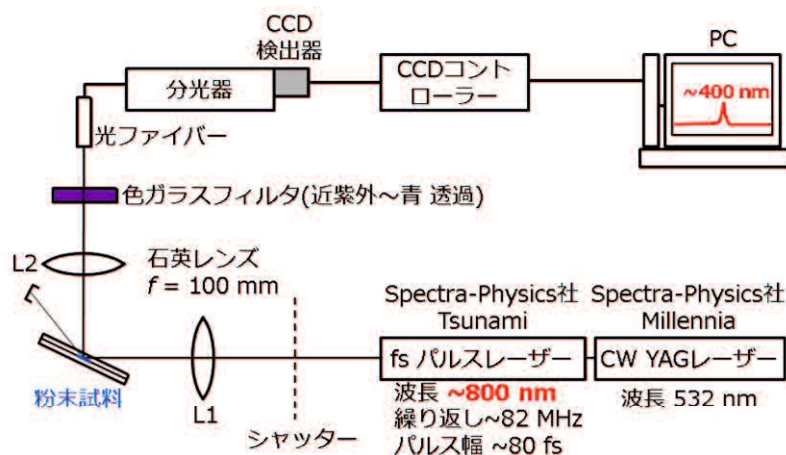 CCD
検出器
PC
分光器
CCDコント
ローラー
~400 nm
光ファイバー
色ガラスフィルタ(近紫外～青 透過)
L2
石英レンズ
f = 100 mm
Spectra-Physics社
Tsunami
Spectra-Physics社
Millennia
fs パルスレーザー
CW YAGレーザー
粉末試料
L1
シャッター
波長 ~800 nm
繰り返し~82 MHz
パルス幅 ~80 fs
波長 532 nm